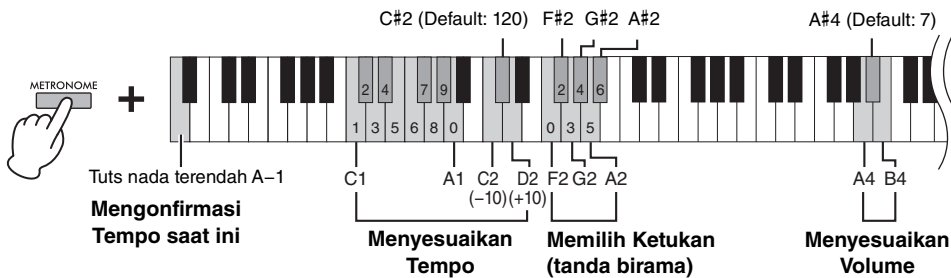 C#2 (Default: 120) F#2 G#2 A#2 A#4 (Default: 7)
METRONOME
+
2 4 7 9 2 4 6
1 3 5 6 8 0 0 3 5
Tuts nada terendah A–1 C1 A1 C2 D2 F2 G2 A2 A4 B4
(–10) (+10)
Mengonfirmasi
Tempo saat ini
Menyesuaikan
Tempo
Memilih Ketukan
(tanda birama)
Menyesuaikan
Volume